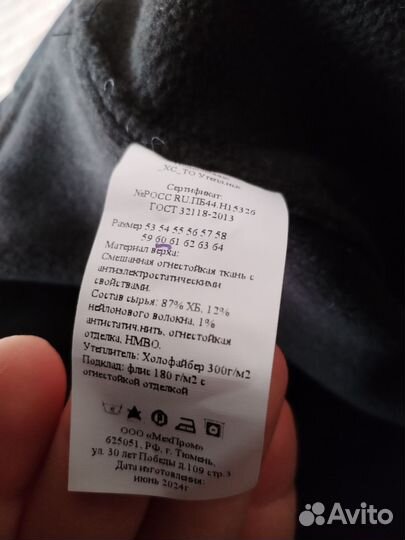 _ХС_ТО Утеплных
Сертификат
№РОСС RU.ПБ44.Н15326
ГОСТ 32118-2013
Размер 53 54 55 56 57 58
59 60 61 62 63 64
Материал верха:
Смешанная огнестойкая ткань с
антиэлектростатическими
свойствами.
Состав сырья: 87% ХБ, 12%
нейлонового волокна, 1%
антистатич.нить, огнестойкая
отделка, НМВО.
Утеплитель: Холофайбер 300г/м2
Подклад: флис 180 г/м2 с
огнестойкой отделкой
ООО «МехПром»
625051, РФ, г. Тюмень,
ул. 30 лет Победы д.109 стр.3
Дата изготовления:
июнь 2024г
Avito